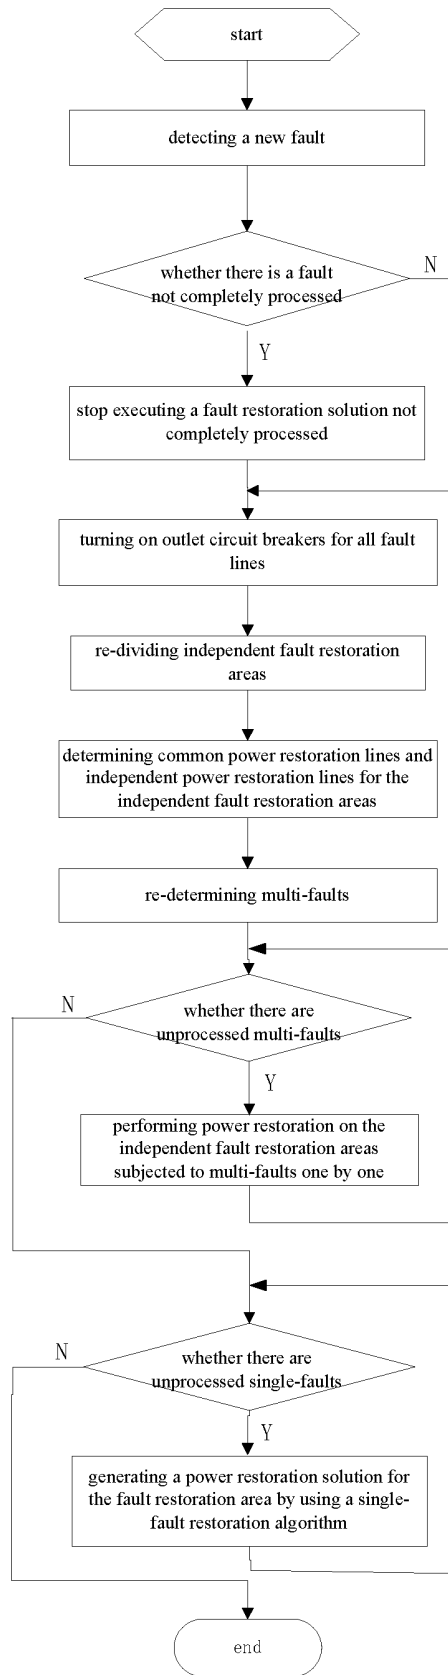 start
detecting a new fault
whether there is a fault
not completely processed
N
Y
stop executing a fault restoration solution not
completely processed
turning on outlet circuit breakers for all fault
lines
re-dividing independent fault restoration
areas
determining common power restoration lines and
independent power restoration lines for the
independent fault restoration areas
re-determining multi-faults
N
whether there are
unprocessed multi-faults
Y
performing power restoration on the
independent fault restoration areas
subjected to multi-faults one by one
N
whether there are
unprocessed single-faults
Y
generating a power restoration solution for
the fault restoration area by using a single-
fault restoration algorithm
end